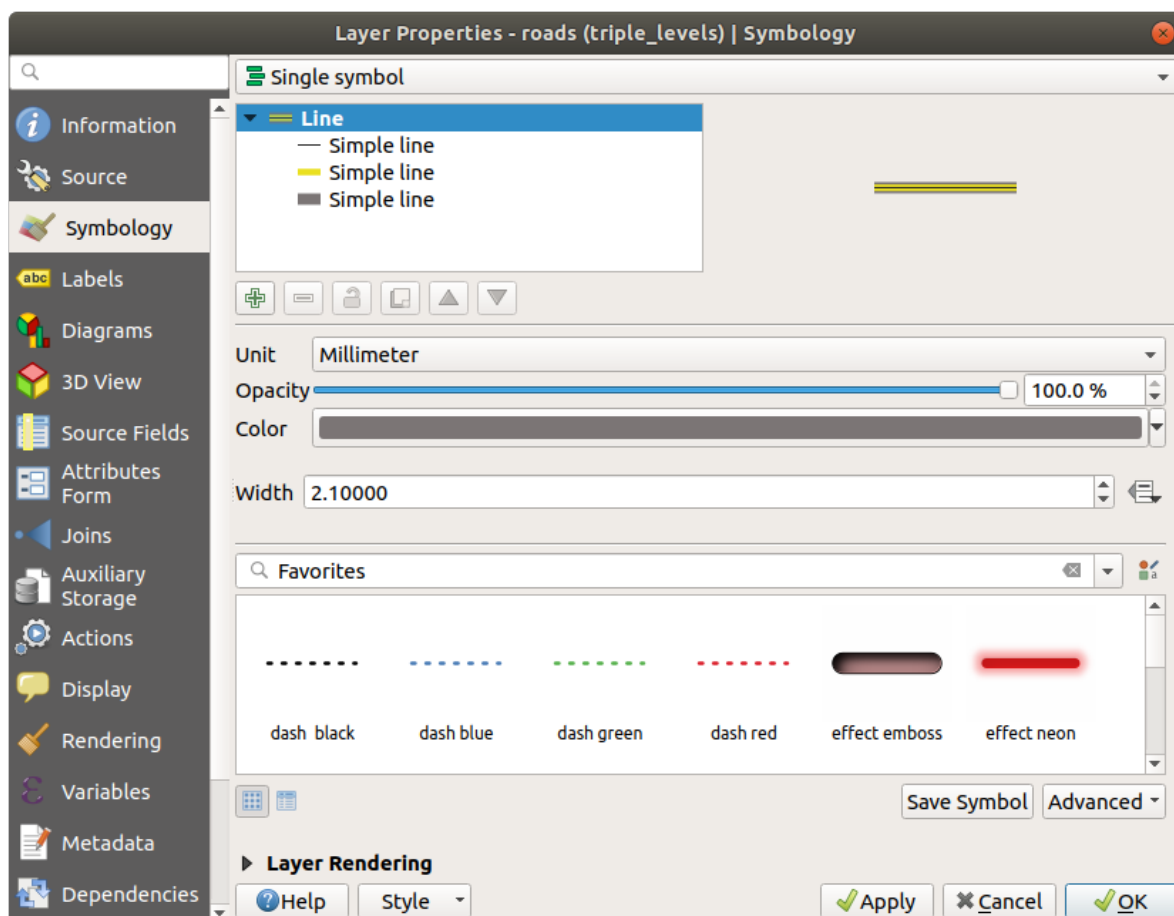 Layer Properties - roads (triple_levels) | Symbology
Information
Source
Symbology
abc Labels
Diagrams
3D View
Source Fields
Attributes
Form
Joins
Auxiliary
Storage
Actions
Display
Rendering
Variables
Metadata
Dependencies
Single symbol
Line
Simple line
Simple line
Simple line
Unit Millimeter
Opacity 100.0 %
Color
Width 2.10000
Favorites
dash black dash blue dash green dash red effect emboss effect neon
Save Symbol Advanced
Layer Rendering
Help Style Apply Cancel OK